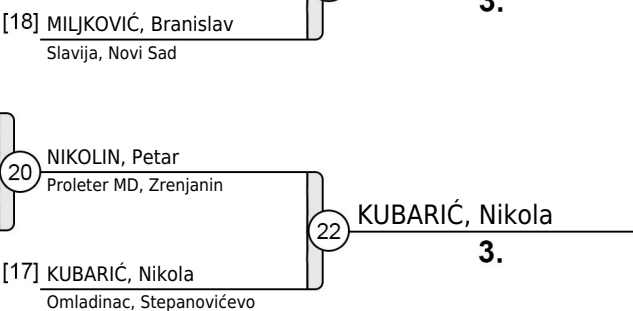 3.
[18] MILJKOVIĆ, Branislav
Slavija, Novi Sad
20
NIKOLIN, Petar
Proleter MD, Zrenjanin
22
KUBARIĆ, Nikola
3.
[17] KUBARIĆ, Nikola
Omladinac, Stepanovićevo